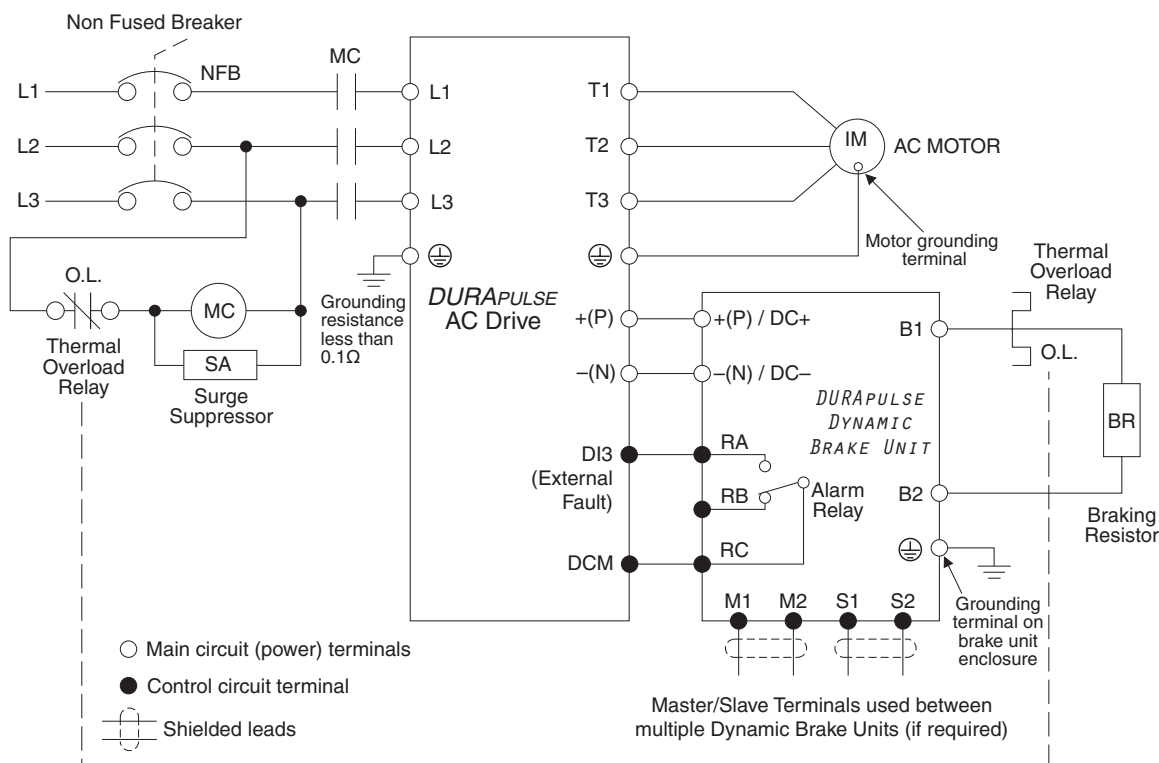 Non Fused Breaker
NFB
MC
L1
L2
L3
L1
L2
L3
T1
T2
T3
IM
AC MOTOR
Motor grounding
terminal
O.L.
MC
SA
Thermal
Overload
Relay
Surge
Suppressor
Grounding
resistance
less than
0.1Ω
DURAPULSE
AC Drive
+(P)
–(N)
DI3
(External
Fault)
DCM
+(P) / DC+
–(N) / DC–
DURAPULSE
DYNAMIC
BRAKE UNIT
RA
RB
RC
Alarm
Relay
B1
B2
Thermal
Overload
Relay
O.L.
BR
Braking
Resistor
M1
M2
S1
S2
Grounding
terminal on
brake unit
enclosure
Main circuit (power) terminals
Control circuit terminal
Shielded leads
Master/Slave Terminals used between
multiple Dynamic Brake Units (if required)